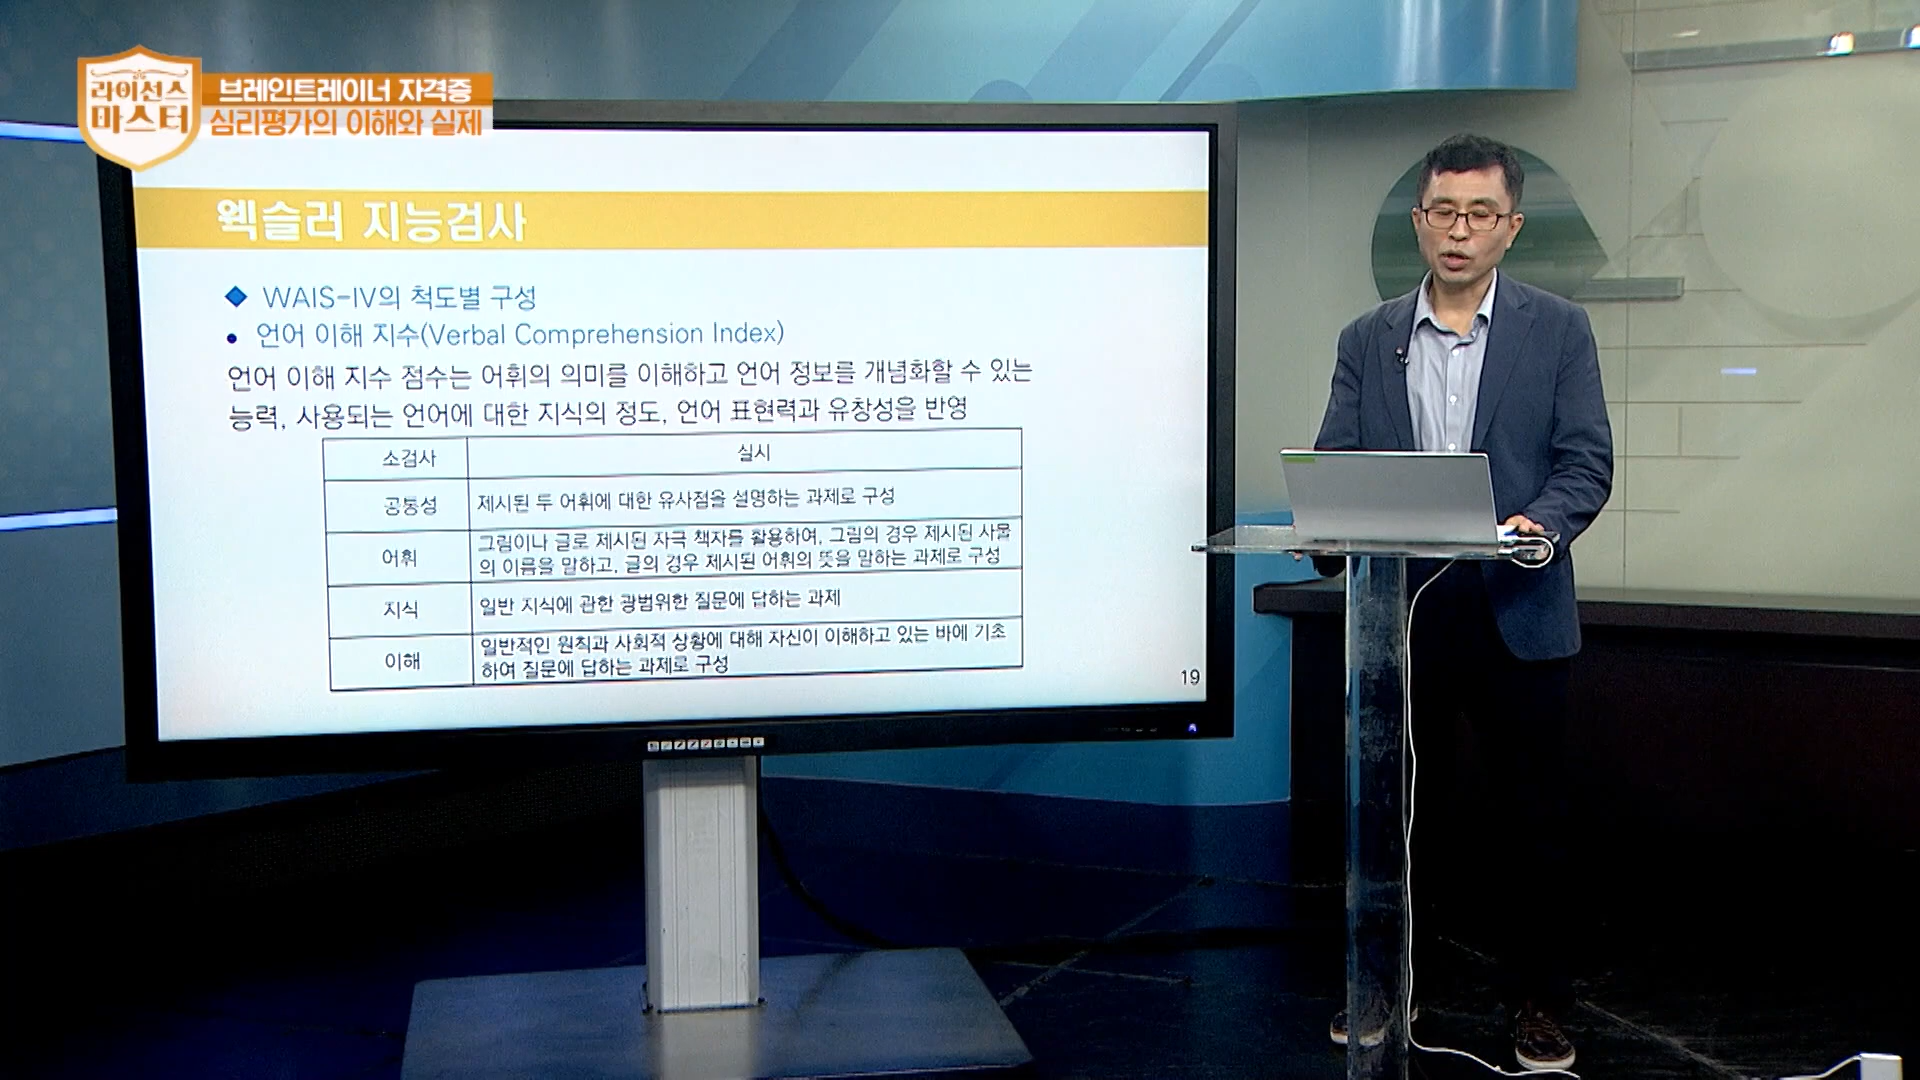 라이선스
마스터
브레인트레이너 자격증
심리평가의 이해와 실제
웩슬러 지능검사
◆ WAIS-IV의 척도별 구성
• 언어 이해 지수(Verbal Comprehension Index)
언어 이해 지수 점수는 어휘의 의미를 이해하고 언어 정보를 개념화할 수 있는
능력, 사용되는 언어에 대한 지식의 정도, 언어 표현력과 유창성을 반영
소검사 실시
공통성 제시된 두 어휘에 대한 유사점을 설명하는 과제로 구성
어휘 그림이나 글로 제시된 자극 책자를 활용하여, 그림의 경우 제시된 사물
의 이름을 말하고, 글의 경우 제시된 어휘의 뜻을 말하는 과제로 구성
지식 일반 지식에 관한 광범위한 질문에 답하는 과제
이해 일반적인 원칙과 사회적 상황에 대해 자신이 이해하고 있는 바에 기초
하여 질문에 답하는 과제로 구성
19